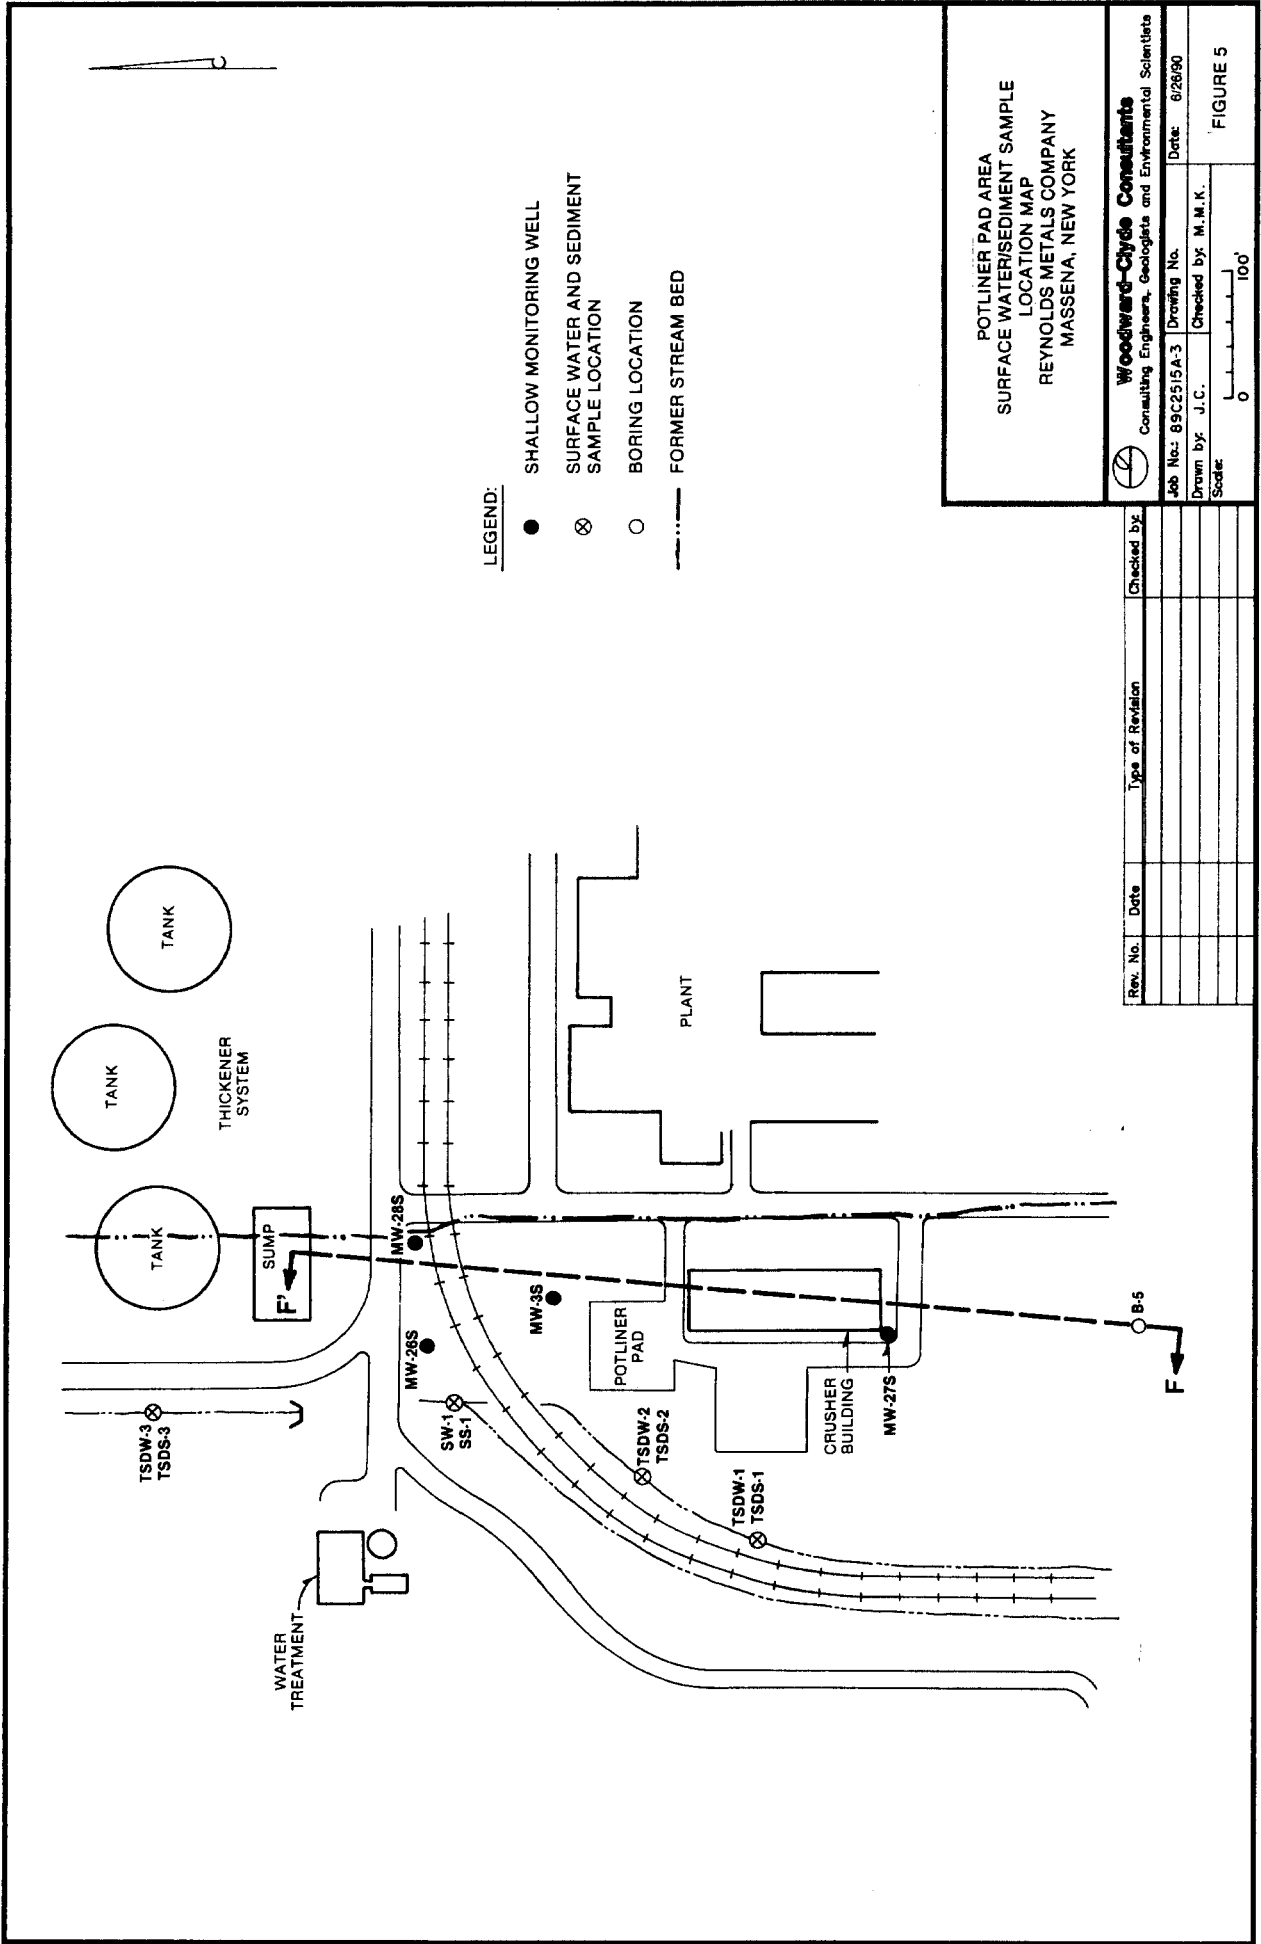 TANK
TANK
TANK
THICKENER
SYSTEM
SUMP
F'
TSDW-3
TSDS-3
WATER
TREATMENT
MW-28S
MW-26S
SW-1
SS-1
MW-3S
POTLINER
PAD
TSDW-2
TSDS-2
TSDW-1
TSDS-1
PLANT
CRUSHER
BUILDING
MW-27S
B-5
F
LEGEND:
SHALLOW MONITORING WELL
SURFACE WATER AND SEDIMENT
SAMPLE LOCATION
BORING LOCATION
FORMER STREAM BED
POTLINER PAD AREA
SURFACE WATER/SEDIMENT SAMPLE
LOCATION MAP
REYNOLDS METALS COMPANY
MASSENA, NEW YORK
Woodward-Clyde Consultants
Consulting Engineers, Geologists and Environmental Scientists
Job No.: 89C2515A-3 Drawing No. Date: 6/26/90
Drawn by: J.C. Checked by: M.M.K.
Scale: 0 100'
FIGURE 5
Rev. No. Date Type of Revision Checked by: